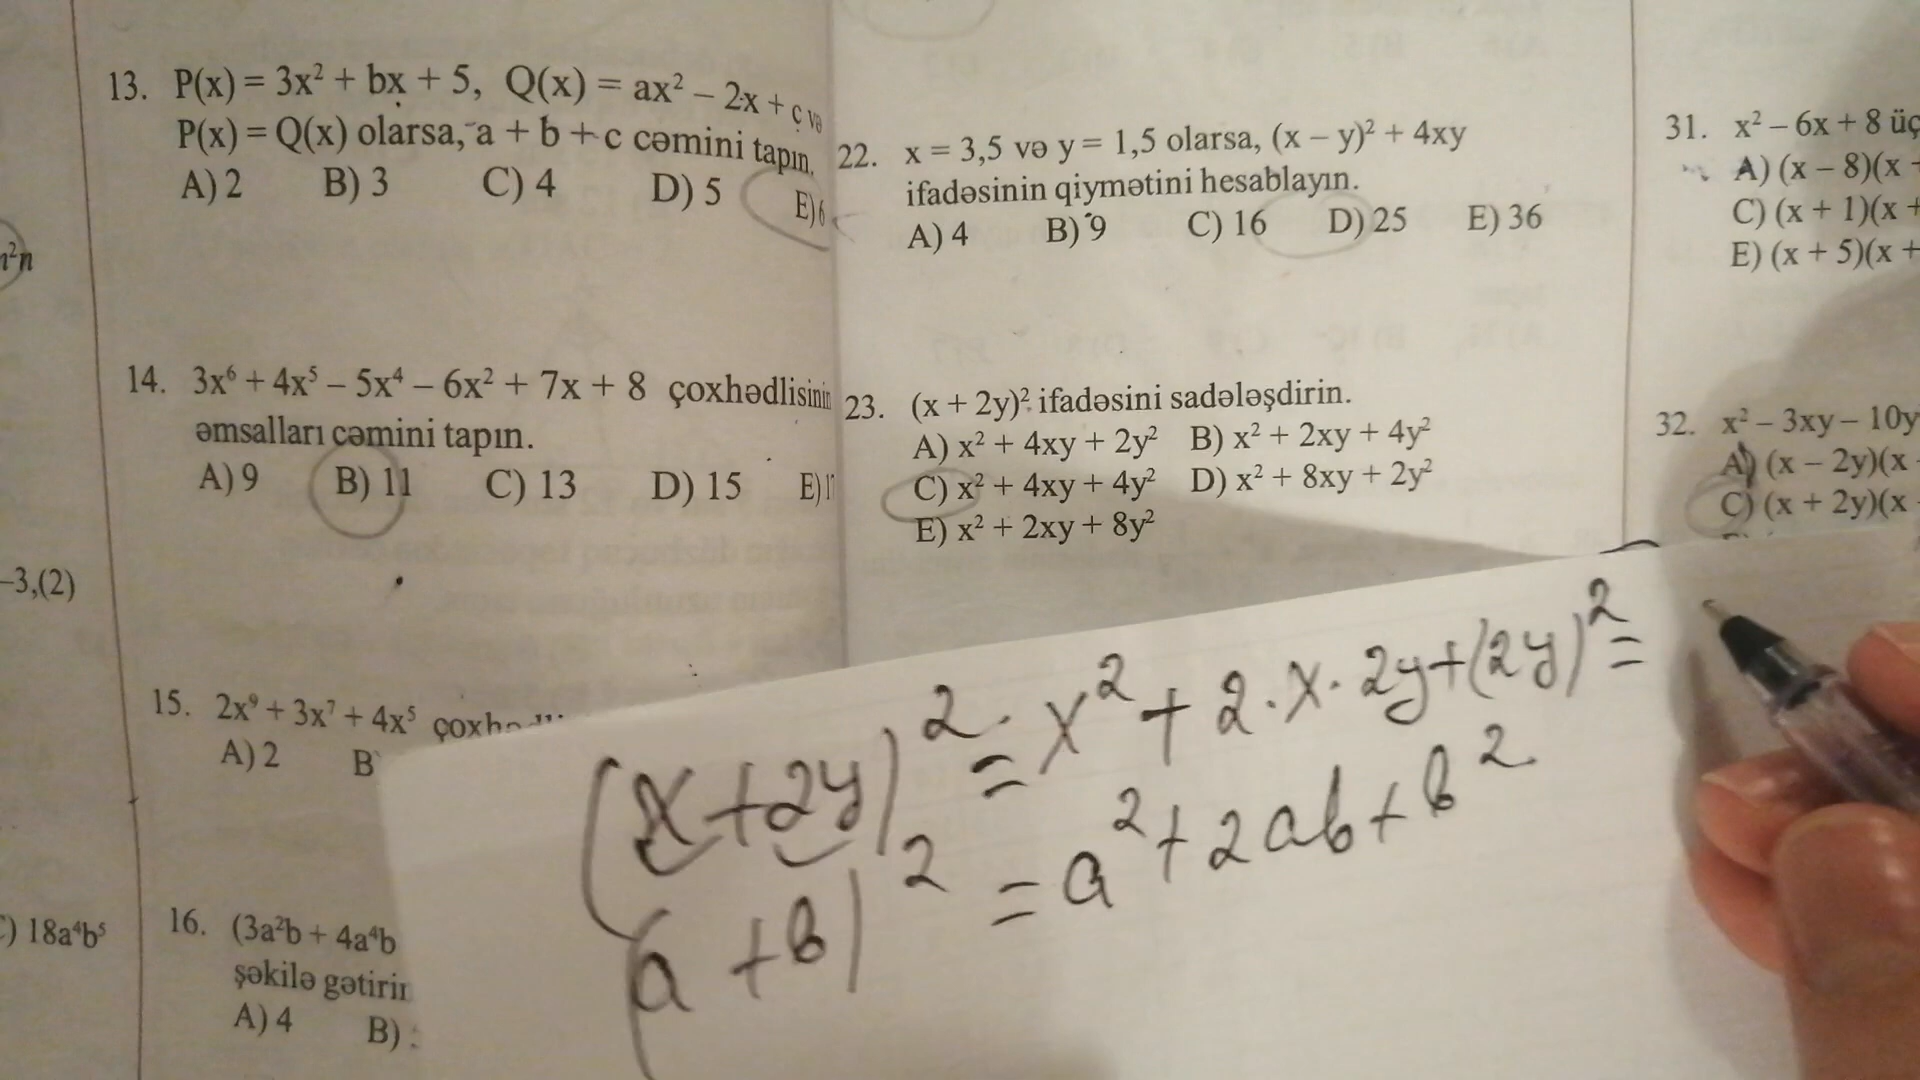 n²n
–3,(2)
C) 18a⁴b⁵
13. P(x) = 3x² + bx + 5, Q(x) = ax² – 2x + c və
P(x) = Q(x) olarsa, a + b + c cəmini tapın.
A) 2 B) 3 C) 4 D) 5 E) 6
14. 3x⁶ + 4x⁵ – 5x⁴ – 6x² + 7x + 8 çoxhədlisinin
əmsalları cəmini tapın.
A) 9 B) 11 C) 13 D) 15 E) 1
15. 2x⁹ + 3x⁷ + 4x⁵
A) 2 B
16. (3a²b + 4a⁴b
şəkilə gətirin
A) 4 B)
22. x = 3,5 və y = 1,5 olarsa, (x – y)² + 4xy
ifadəsinin qiymətini hesablayın.
A) 4 B) 9 C) 16 D) 25 E) 36
23. (x + 2y)² ifadəsini sadələşdirin.
A) x² + 4xy + 2y² B) x² + 2xy + 4y²
C) x² + 4xy + 4y² D) x² + 8xy + 2y²
E) x² + 2xy + 8y²
31. x² – 6x + 8 üç
A) (x – 8)(x
C) (x + 1)(x +
E) (x + 5)(x +
32. x² – 3xy – 10y
A) (x – 2y)(x
C) (x + 2y)(x
(x+2y)² = x² + 2·x·2y+(2y)² =
(a + b)² = a² + 2ab + b²